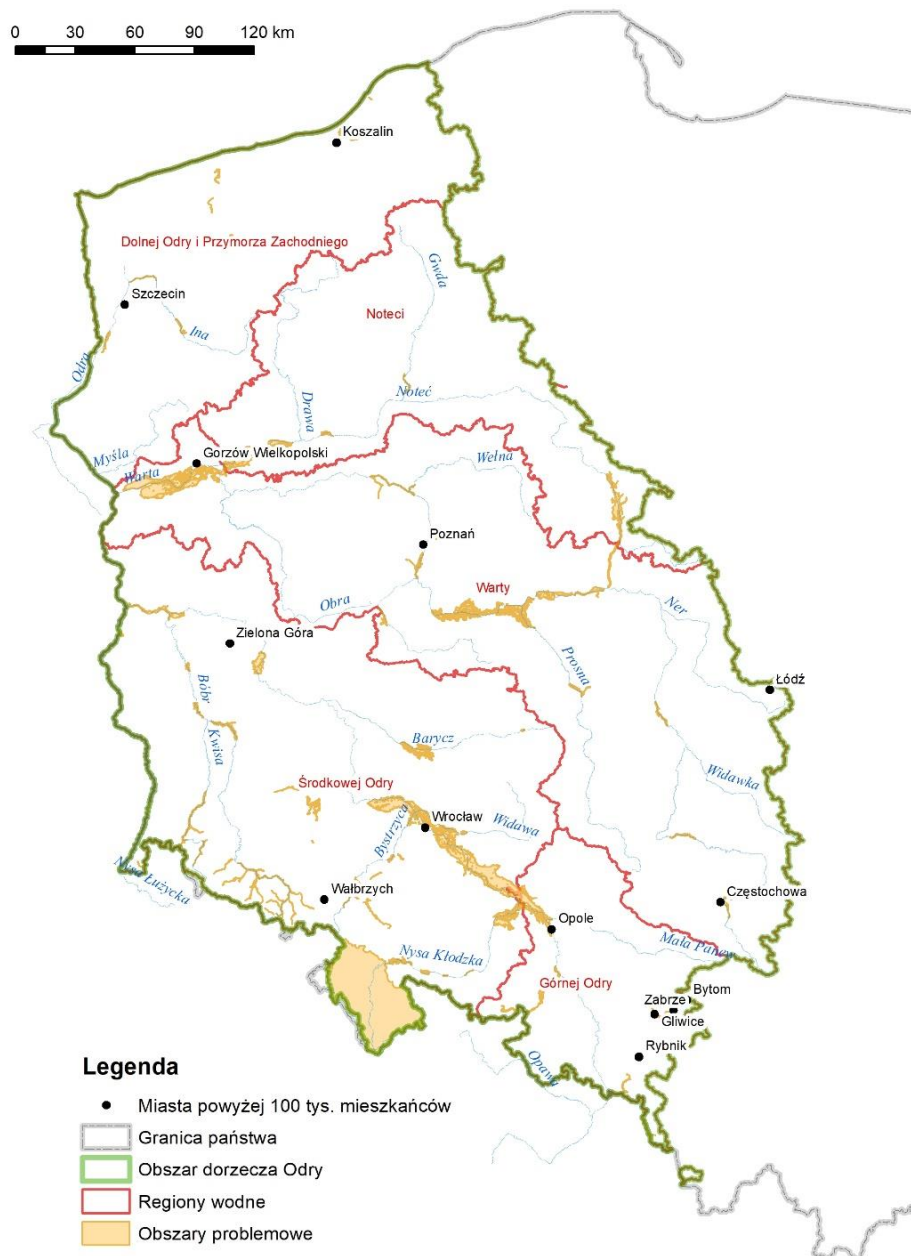 0 30 60 90 120 km
Koszalin
Dolnej Odry i Przymorza Zachodniego
Gwda
Szczecin
Noteci
Ina
Odra
Drawa
Noteć
Myśla
Gorzów Wielkopolski
Warta
Wełna
Poznań
Warty
Obra
Ner
Zielona Góra
Prosna
Łódź
Bóbr
Kwisa
Barycz
Widawka
Środkowej Odry
Bystrzyca
Wrocław
Widawa
Nysa Łużycka
Wałbrzych
Częstochowa
Opole
Mała Panew
Nysa Kłodzka
Górnej Odry
Bytom
Zabrze
Gliwice
Rybnik
Opawa
Legenda
Miasta powyżej 100 tys. mieszkańców
Granica państwa
Obszar dorzecza Odry
Regiony wodne
Obszary problemowe